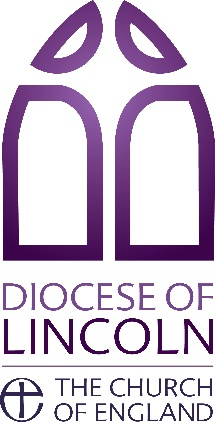 DIOCESE OF
LINCOLN
THE CHURCH
OF ENGLAND